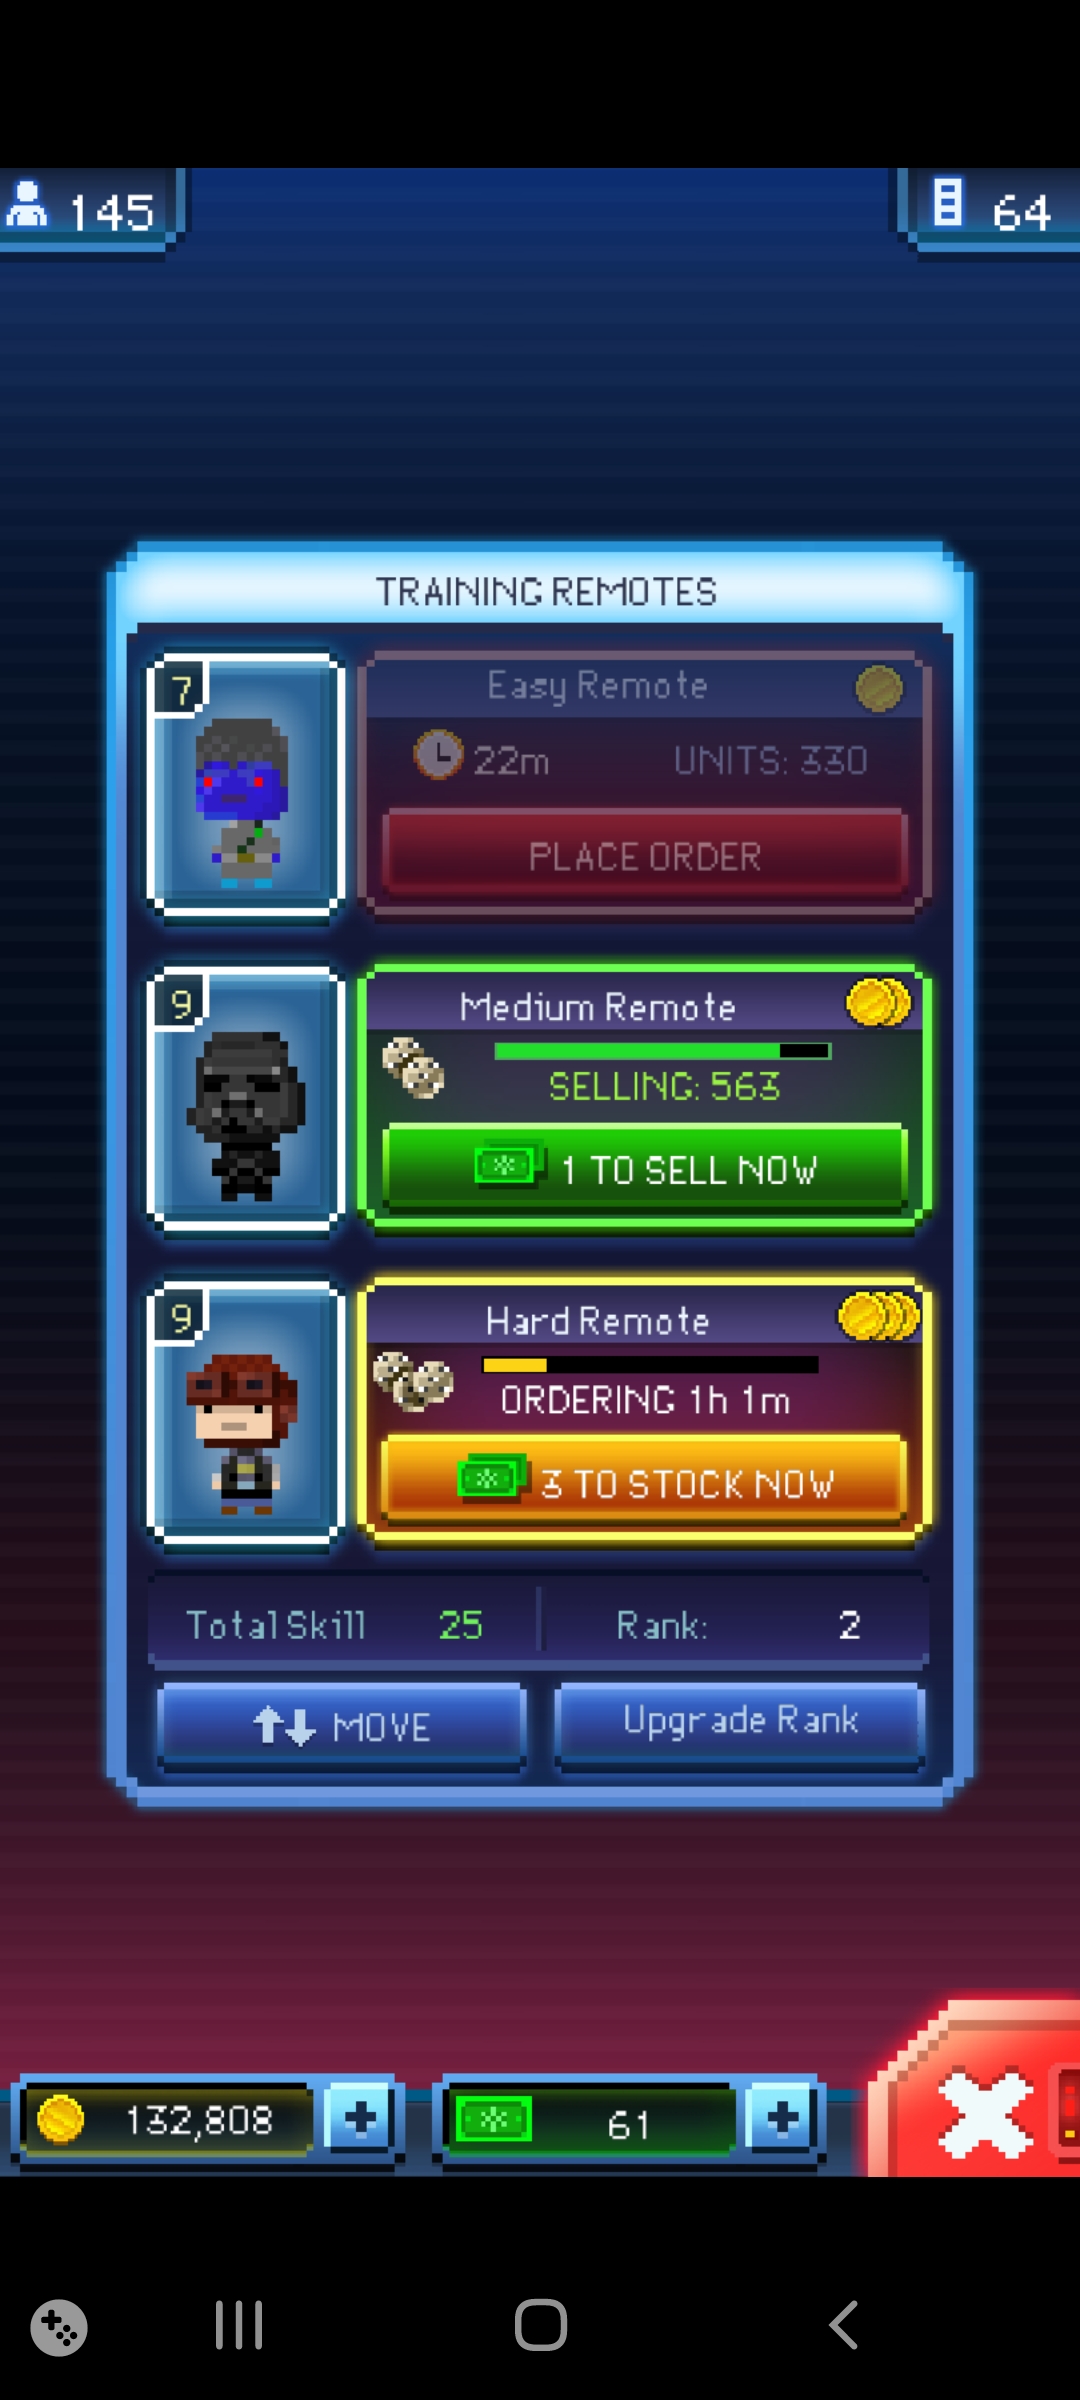 145
64
TRAINING REMOTES
7
Easy Remote
22m UNITS: 330
PLACE ORDER
9
Medium Remote
SELLING: 563
1 TO SELL NOW
9
Hard Remote
ORDERING 1h 1m
3 TO STOCK NOW
Total Skill 25 Rank: 2
MOVE Upgrade Rank
132,808 61